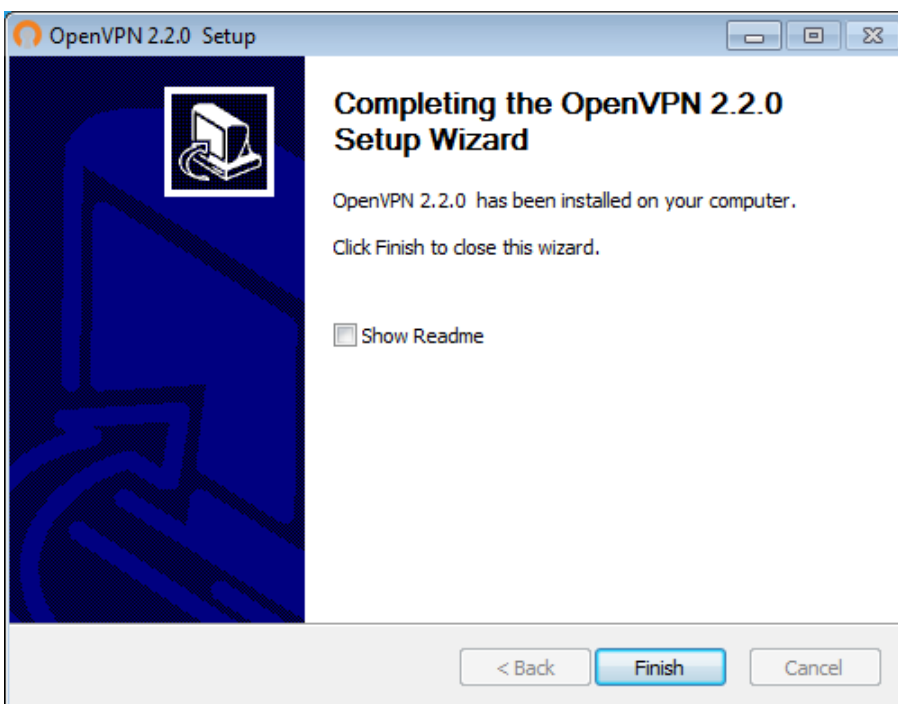 OpenVPN 2.2.0 Setup
Completing the OpenVPN 2.2.0
Setup Wizard
OpenVPN 2.2.0 has been installed on your computer.
Click Finish to close this wizard.
Show Readme
< Back
Finish
Cancel